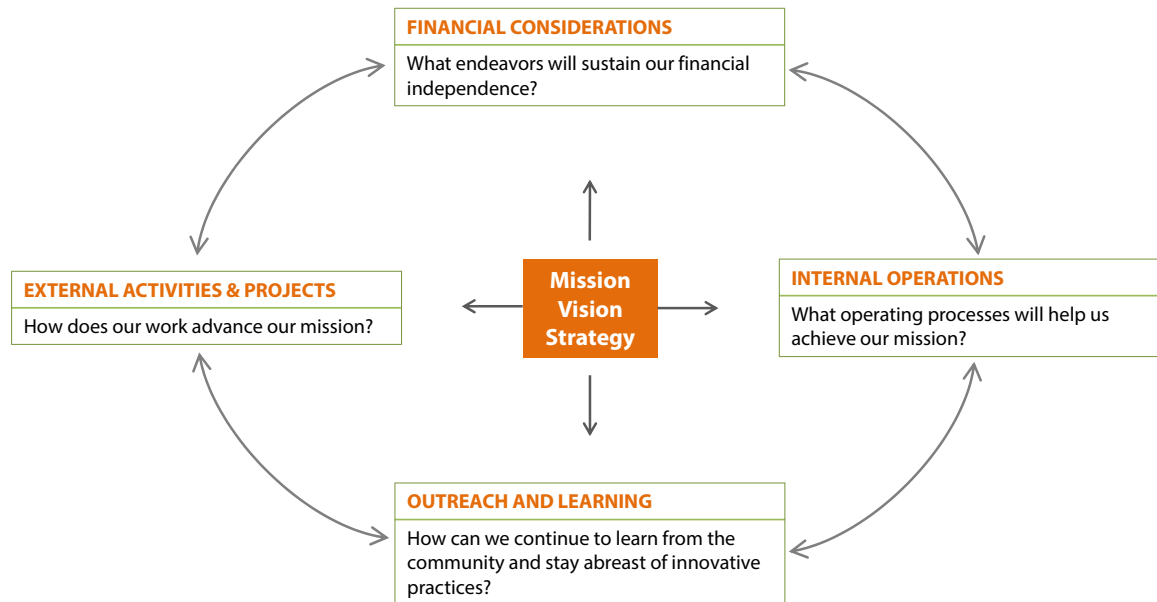 FINANCIAL CONSIDERATIONS
What endeavors will sustain our financial
independence?
EXTERNAL ACTIVITIES & PROJECTS
How does our work advance our mission?
Mission
Vision
Strategy
INTERNAL OPERATIONS
What operating processes will help us
achieve our mission?
OUTREACH AND LEARNING
How can we continue to learn from the
community and stay abreast of innovative
practices?